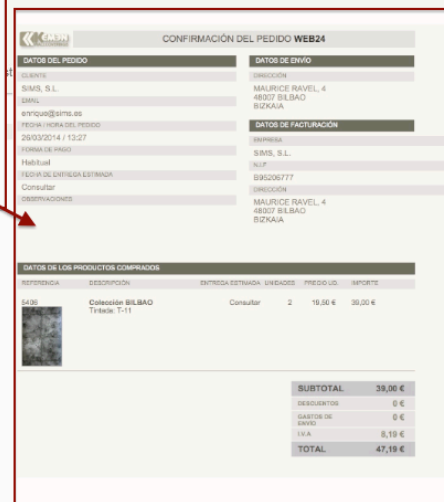 st
EMDN
CONFIRMACIÓN DEL PEDIDO WEB24
DATOS DEL PEDIDO
CLIENTE
SIMS, S.L.
EMAIL
enrique@sims.es
FECHA / HORA DEL PEDIDO
26/03/2014 / 13:27
FORMA DE PAGO
Habitual
FECHA DE ENTREGA ESTIMADA
Consultar
OBSERVACIONES
DATOS DE ENVÍO
DIRECCIÓN
MAURICE RAVEL, 4
48007 BILBAO
BIZKAIA
DATOS DE FACTURACIÓN
EMPRESA
SIMS, S.L.
N.I.F
B95206777
DIRECCIÓN
MAURICE RAVEL, 4
48007 BILBAO
BIZKAIA
DATOS DE LOS PRODUCTOS COMPRADOS
REFERENCIA DESCRIPCIÓN ENTREGA ESTIMADA UNIDADES PRECIO UD. IMPORTE
5406 Colección BILBAO Consultar 2 19,50 € 39,00 €
Tintada: T-11
SUBTOTAL 39,00 €
DESCUENTOS 0 €
GASTOS DE ENVÍO 0 €
I.V.A 8,19 €
TOTAL 47,19 €